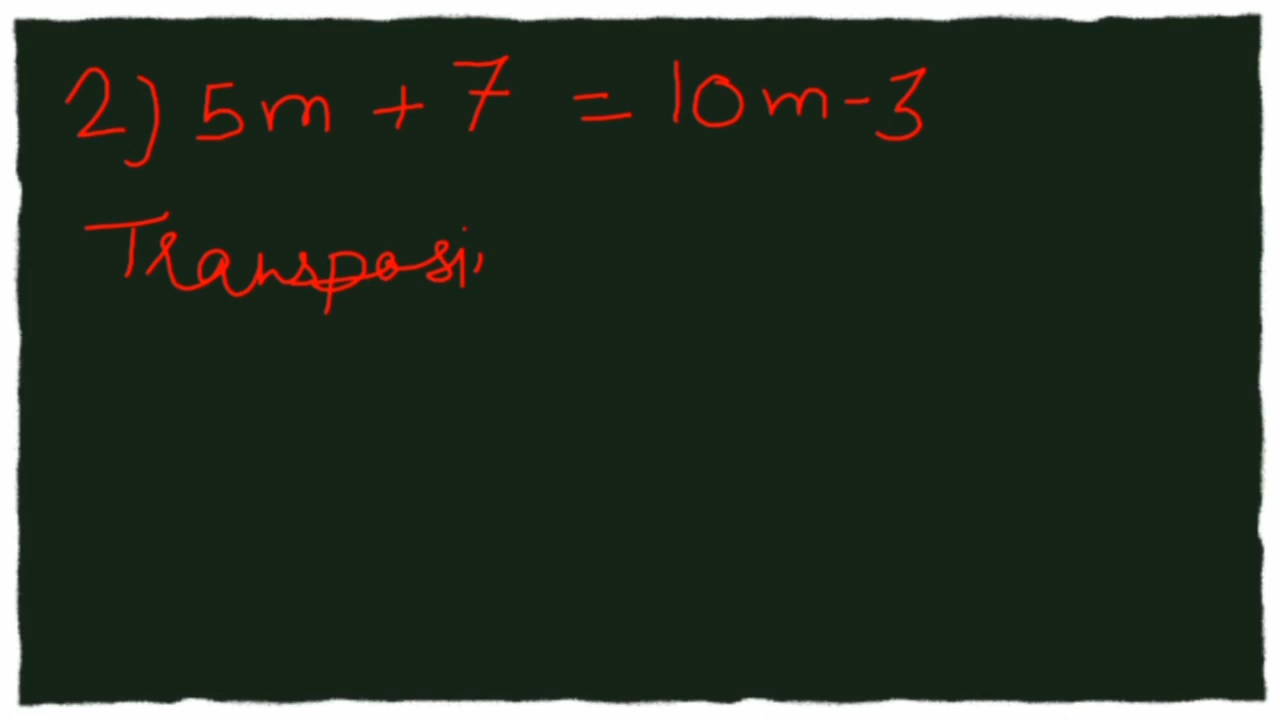 2) 5m + 7 = 10m - 3
Transposi